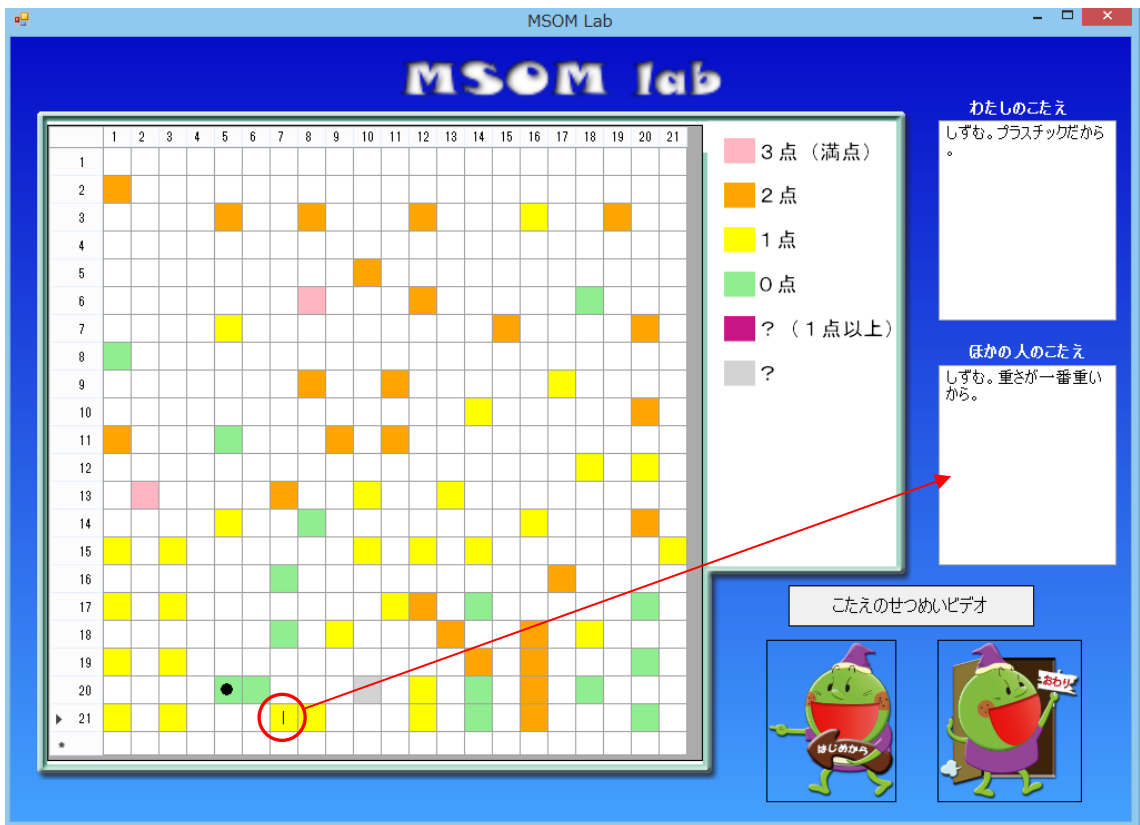 MSOM Lab
MSOM lab
1 2 3 4 5 6 7 8 9 10 11 12 13 14 15 16 17 18 19 20 21
1
2
3
4
5
6
7
8
9
10
11
12
13
14
15
16
17
18
19
20
21
*
3点（満点）
2点
1点
0点
？（1点以上）
？
わたしのこたえ
しずむ。プラスチックだから
。
ほかの人のこたえ
しずむ。重さが一番重い
から。
こたえのせつめいビデオ
はじめから
おわり